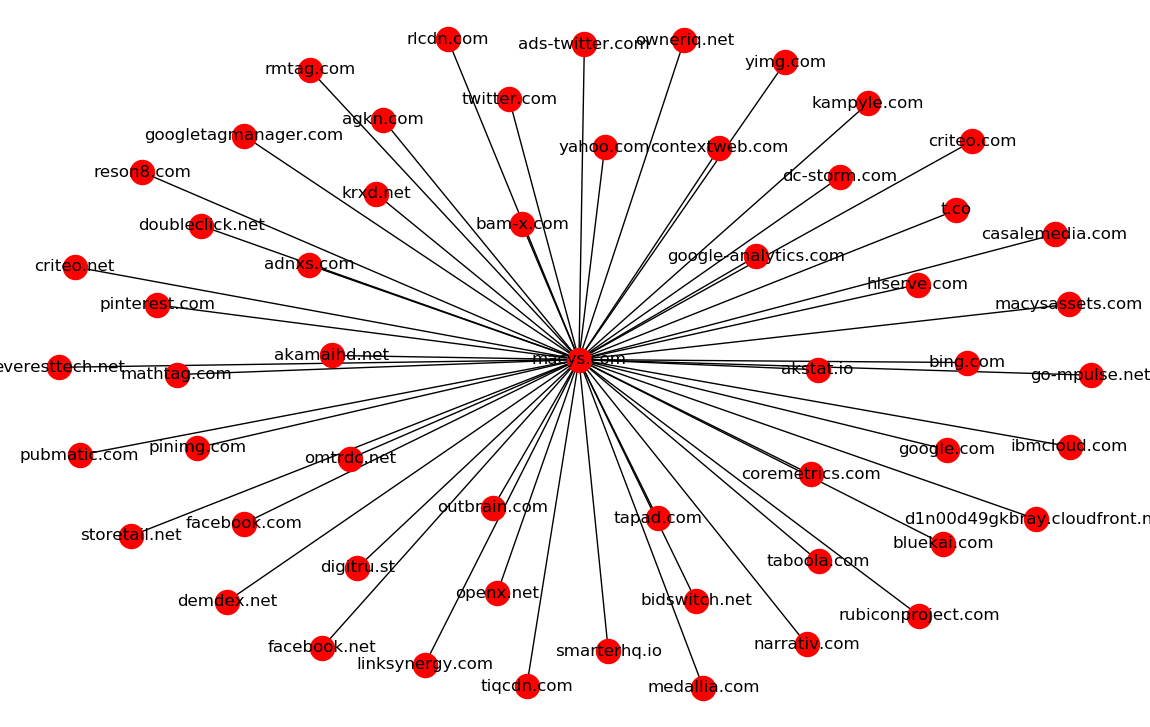 rlcdn.com
ads-twitter.com
owneriq.net
yimg.com
rmtag.com
twitter.com
kampyle.com
agkn.com
googletagmanager.com
yahoo.com
contextweb.com
criteo.com
reson8.com
dc-storm.com
krxd.net
t.co
doubleclick.net
bam-x.com
casalemedia.com
google-analytics.com
criteo.net
adnxs.com
hlserve.com
pinterest.com
macysassets.com
akamaihd.net
macys.com
everesttech.net
mathtag.com
akstat.io
bing.com
go-mpulse.net
pubmatic.com
pinimg.com
omtrdc.net
google.com
ibmcloud.com
coremetrics.com
outbrain.com
storetail.net
facebook.com
tapad.com
d1n00d49gkbray.cloudfront.n
bluekai.com
digitru.st
taboola.com
demdex.net
openx.net
bidswitch.net
rubiconproject.com
facebook.net
linksynergy.com
smarterhq.io
narrativ.com
tiqcdn.com
medallia.com